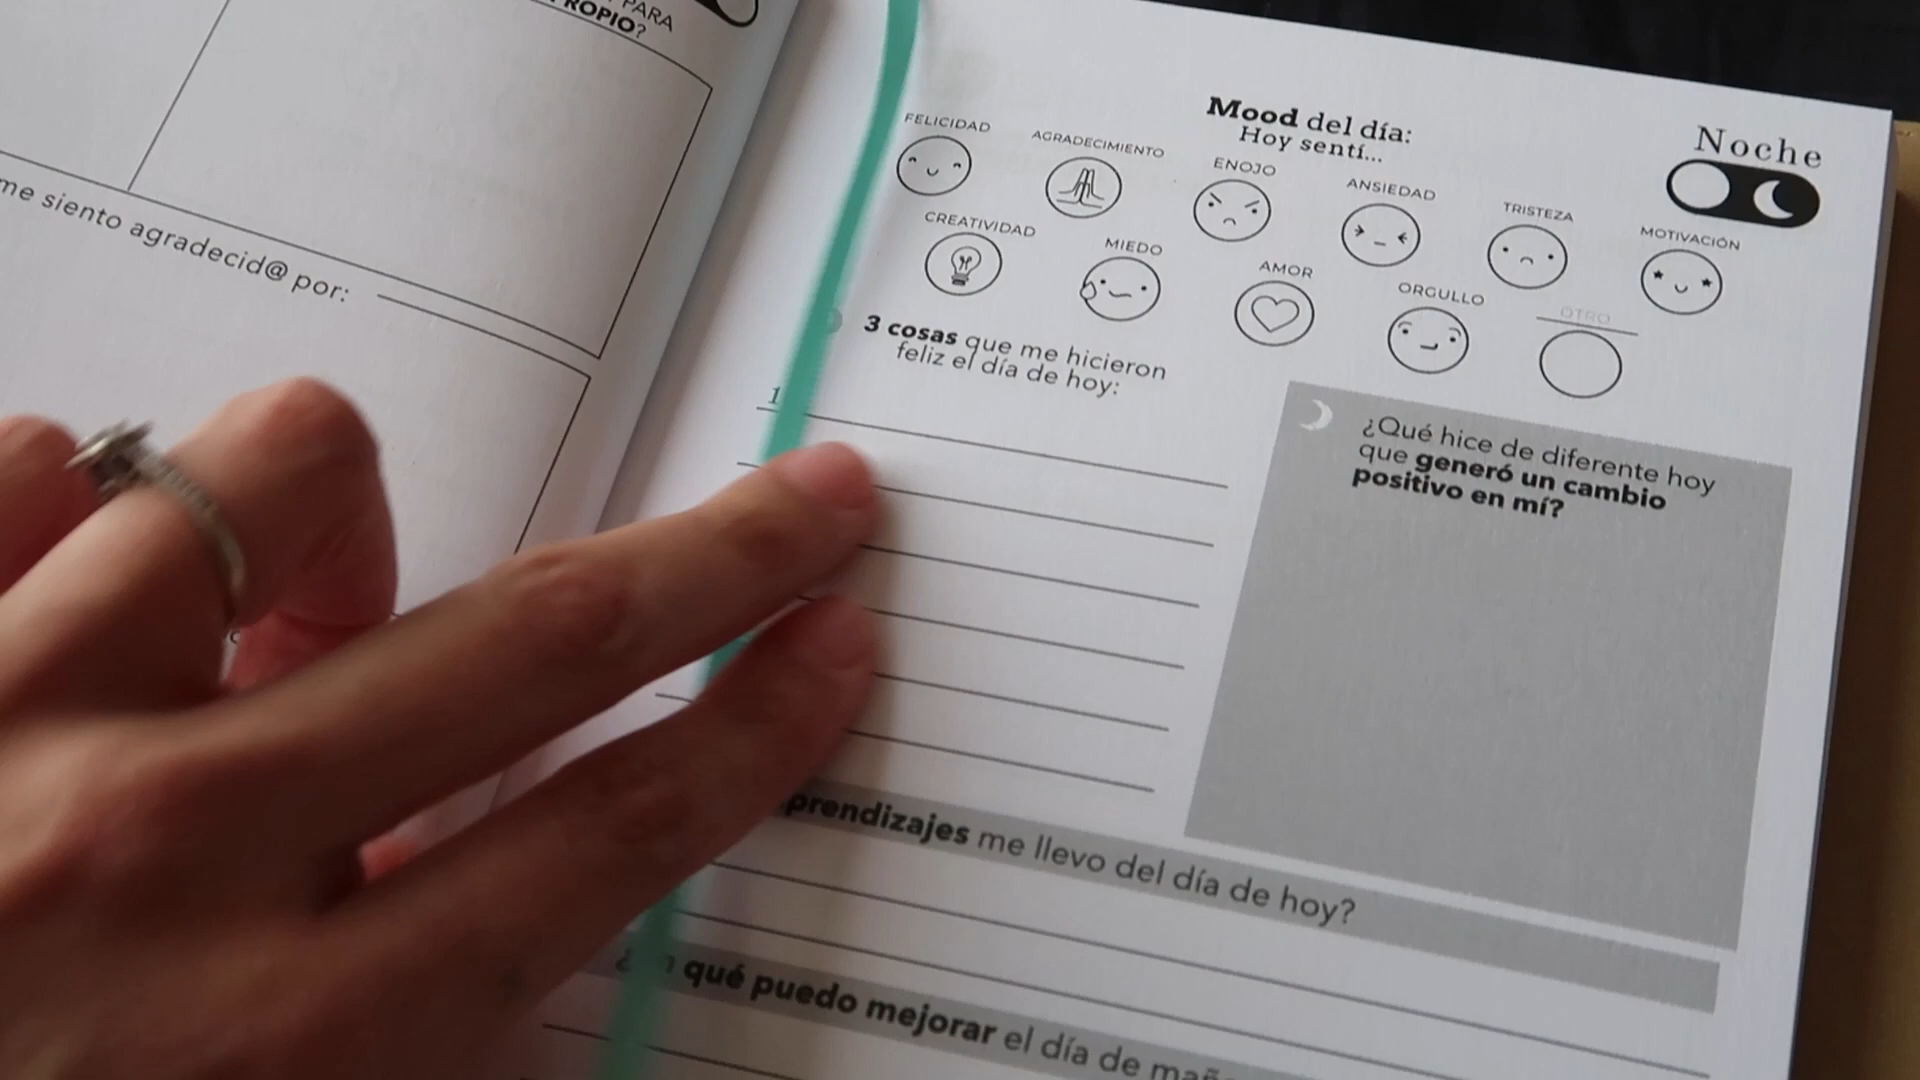 PARA
PROPIO?
me siento agradecid@ por:
Mood del día:
Hoy sentí...
Noche
FELICIDAD
AGRADECIMIENTO
ENOJO
ANSIEDAD
TRISTEZA
MOTIVACIÓN
CREATIVIDAD
MIEDO
AMOR
ORGULLO
OTRO
3 cosas que me hicieron
feliz el día de hoy:
1
¿Qué hice de diferente hoy
que generó un cambio
positivo en mí?
prendizajes me llevo del día de hoy?
qué puedo mejorar el día de